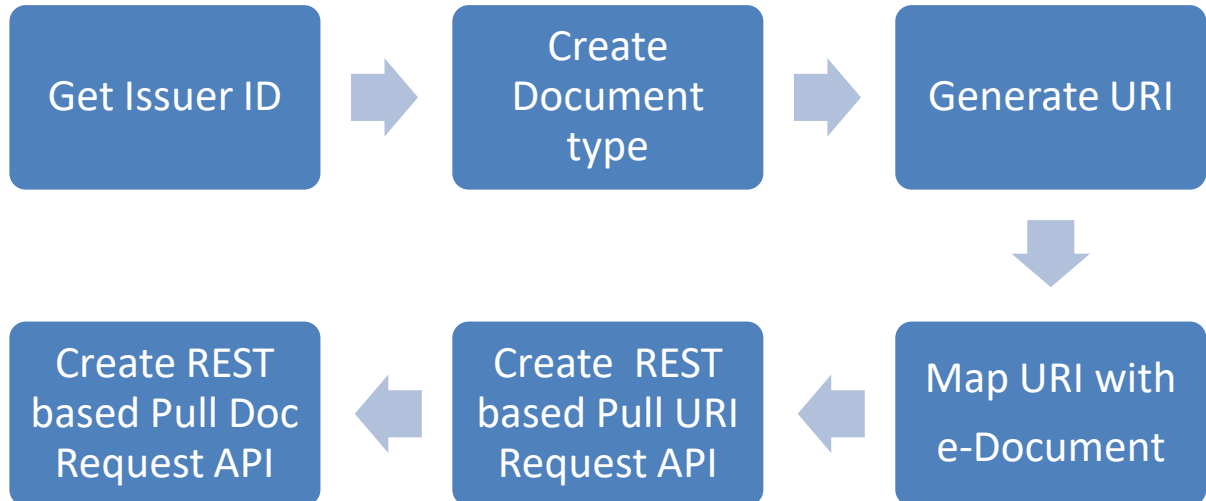 Get Issuer ID
Create
Document
type
Generate URI
Map URI with
e-Document
Create REST
based Pull URI
Request API
Create REST
based Pull Doc
Request API